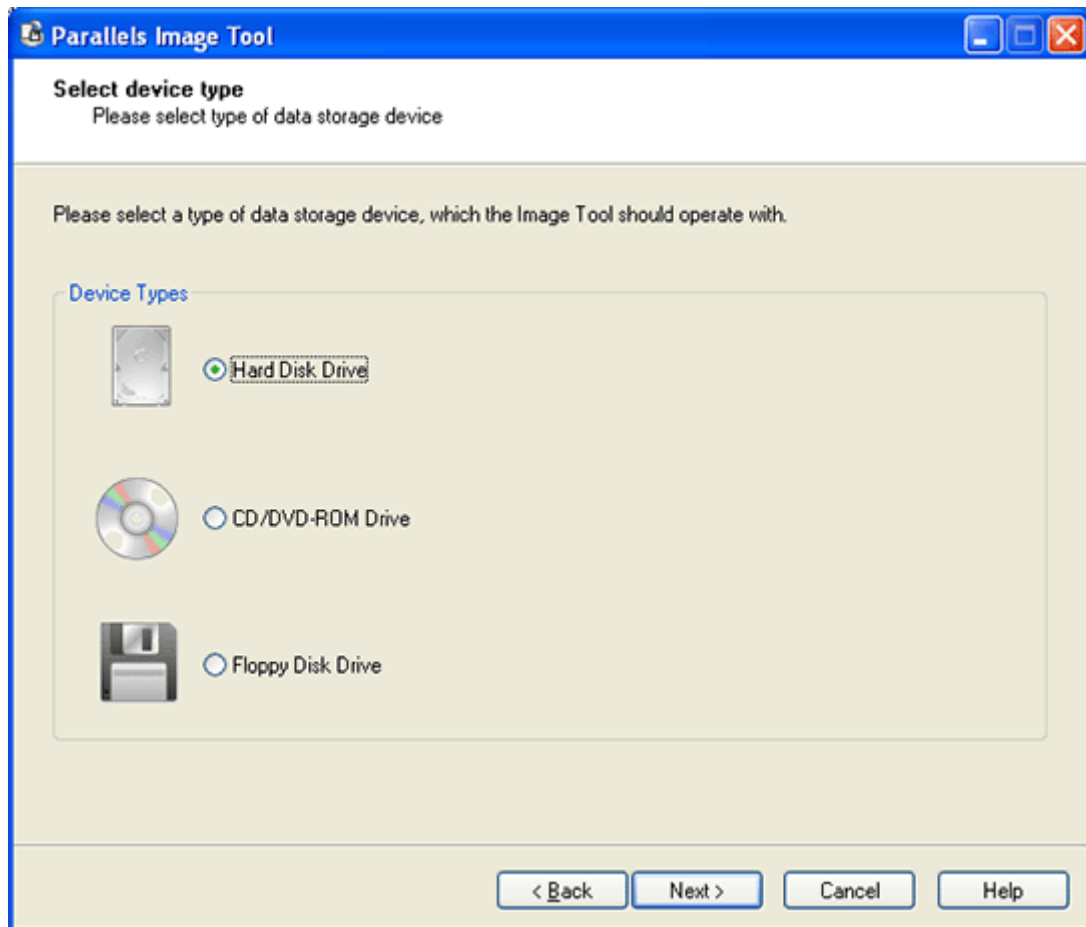 Parallels Image Tool
Select device type
Please select type of data storage device
Please select a type of data storage device, which the Image Tool should operate with.
Device Types
Hard Disk Drive
CD/DVD-ROM Drive
Floppy Disk Drive
< Back Next > Cancel Help